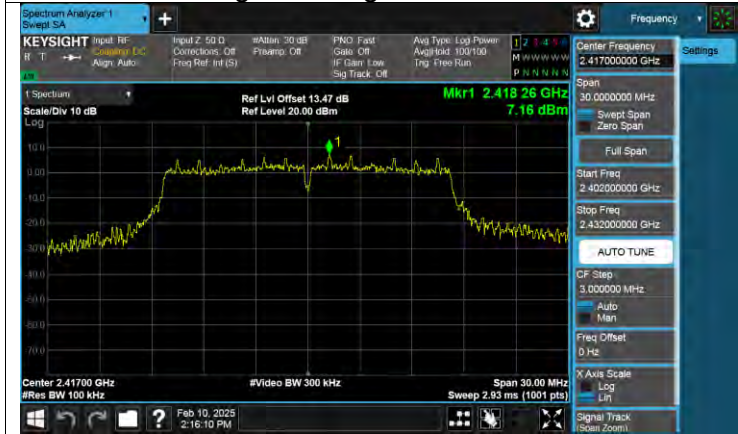 Spectrum Analyzer 1
Swept SA
+
Frequency
KEYSIGHT
R T
Input: RF
Coupling: DC
Align: Auto
Input Z: 50 Ω
Corrections: Off
Freq Ref: Int (S)
#Atten: 30 dB
Preamp: Off
PNO: Fast
Gate: Off
IF Gain: Low
Sig Track: Off
Avg Type: Log-Power
Avg|Hold: 100/100
Trig: Free Run
1 2 3 4 5 6
M W W W W W
P N N N N N
1 Spectrum
Scale/Div 10 dB
Log
Ref Lvl Offset 13.47 dB
Ref Level 20.00 dBm
Mkr1 2.418 26 GHz
7.16 dBm
1
10.0
0.00
-10.0
-20.0
-30.0
-40.0
-50.0
-60.0
-70.0
Center 2.41700 GHz
#Res BW 100 kHz
#Video BW 300 kHz
Span 30.00 MHz
Sweep 2.93 ms (1001 pts)
Center Frequency
2.417000000 GHz
Settings
Span
30.0000000 MHz
Swept Span
Zero Span
Full Span
Start Freq
2.402000000 GHz
Stop Freq
2.432000000 GHz
AUTO TUNE
CF Step
3.000000 MHz
Auto
Man
Freq Offset
0 Hz
X Axis Scale
Log
Lin
Signal Track
(Span Zoom)
?
Feb 10, 2025
2:16:10 PM